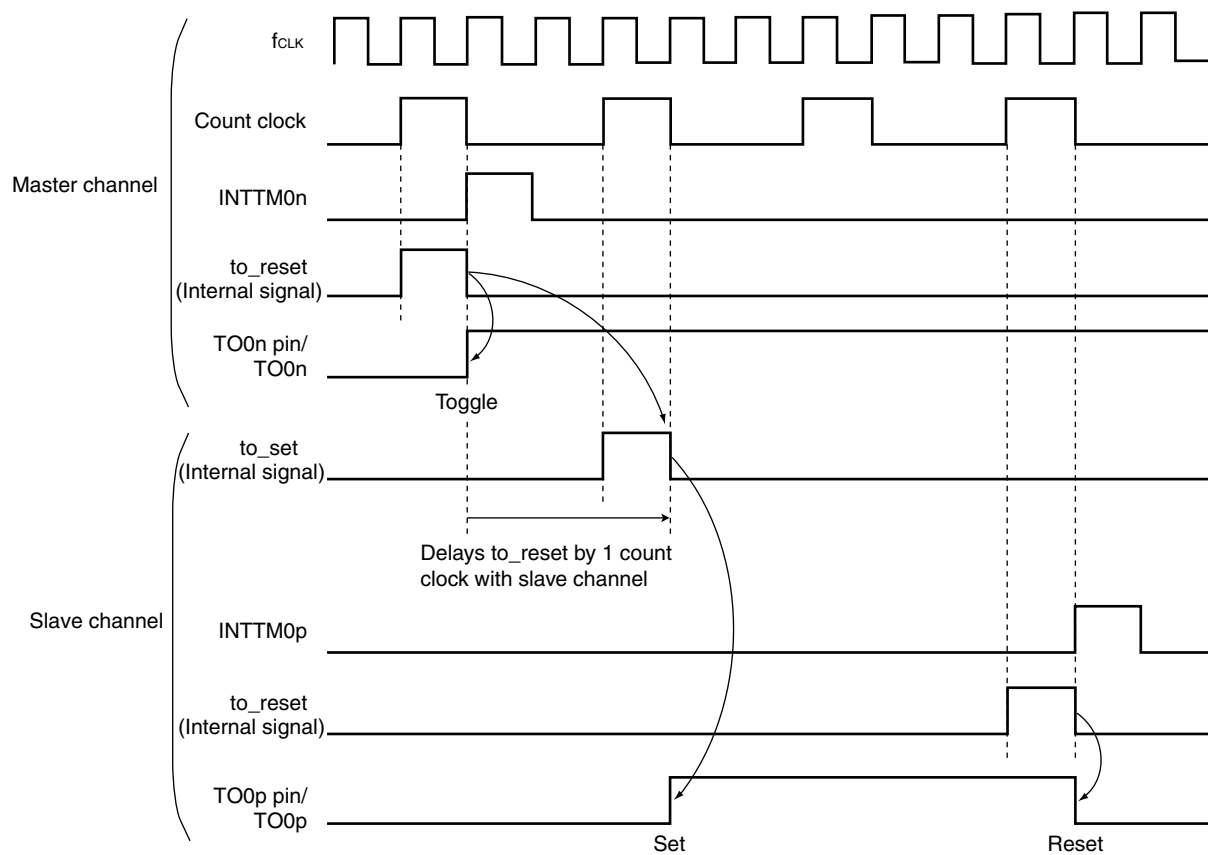 fCLK
Count clock
Master channel
INTTM0n
to_reset
(Internal signal)
TO0n pin/
TO0n
Toggle
to_set
(Internal signal)
Delays to_reset by 1 count
clock with slave channel
Slave channel
INTTM0p
to_reset
(Internal signal)
TO0p pin/
TO0p
Set
Reset